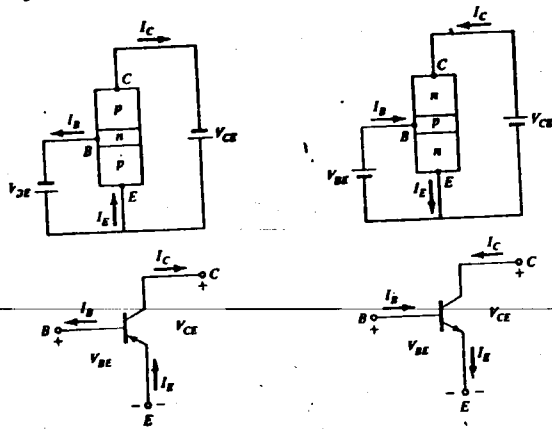 I_C
I_C
C
C
p
n
I_B
I_B
n
p
V_CE
V_CE
B
B
p
n
V_BE
V_BE
E
E
I_E
I_E
I_C
I_C
C
C
+
+
I_B
I_B
B
V_CE
B
V_CE
+
+
V_BE
V_BE
I_E
I_E
– –
– –
E
E